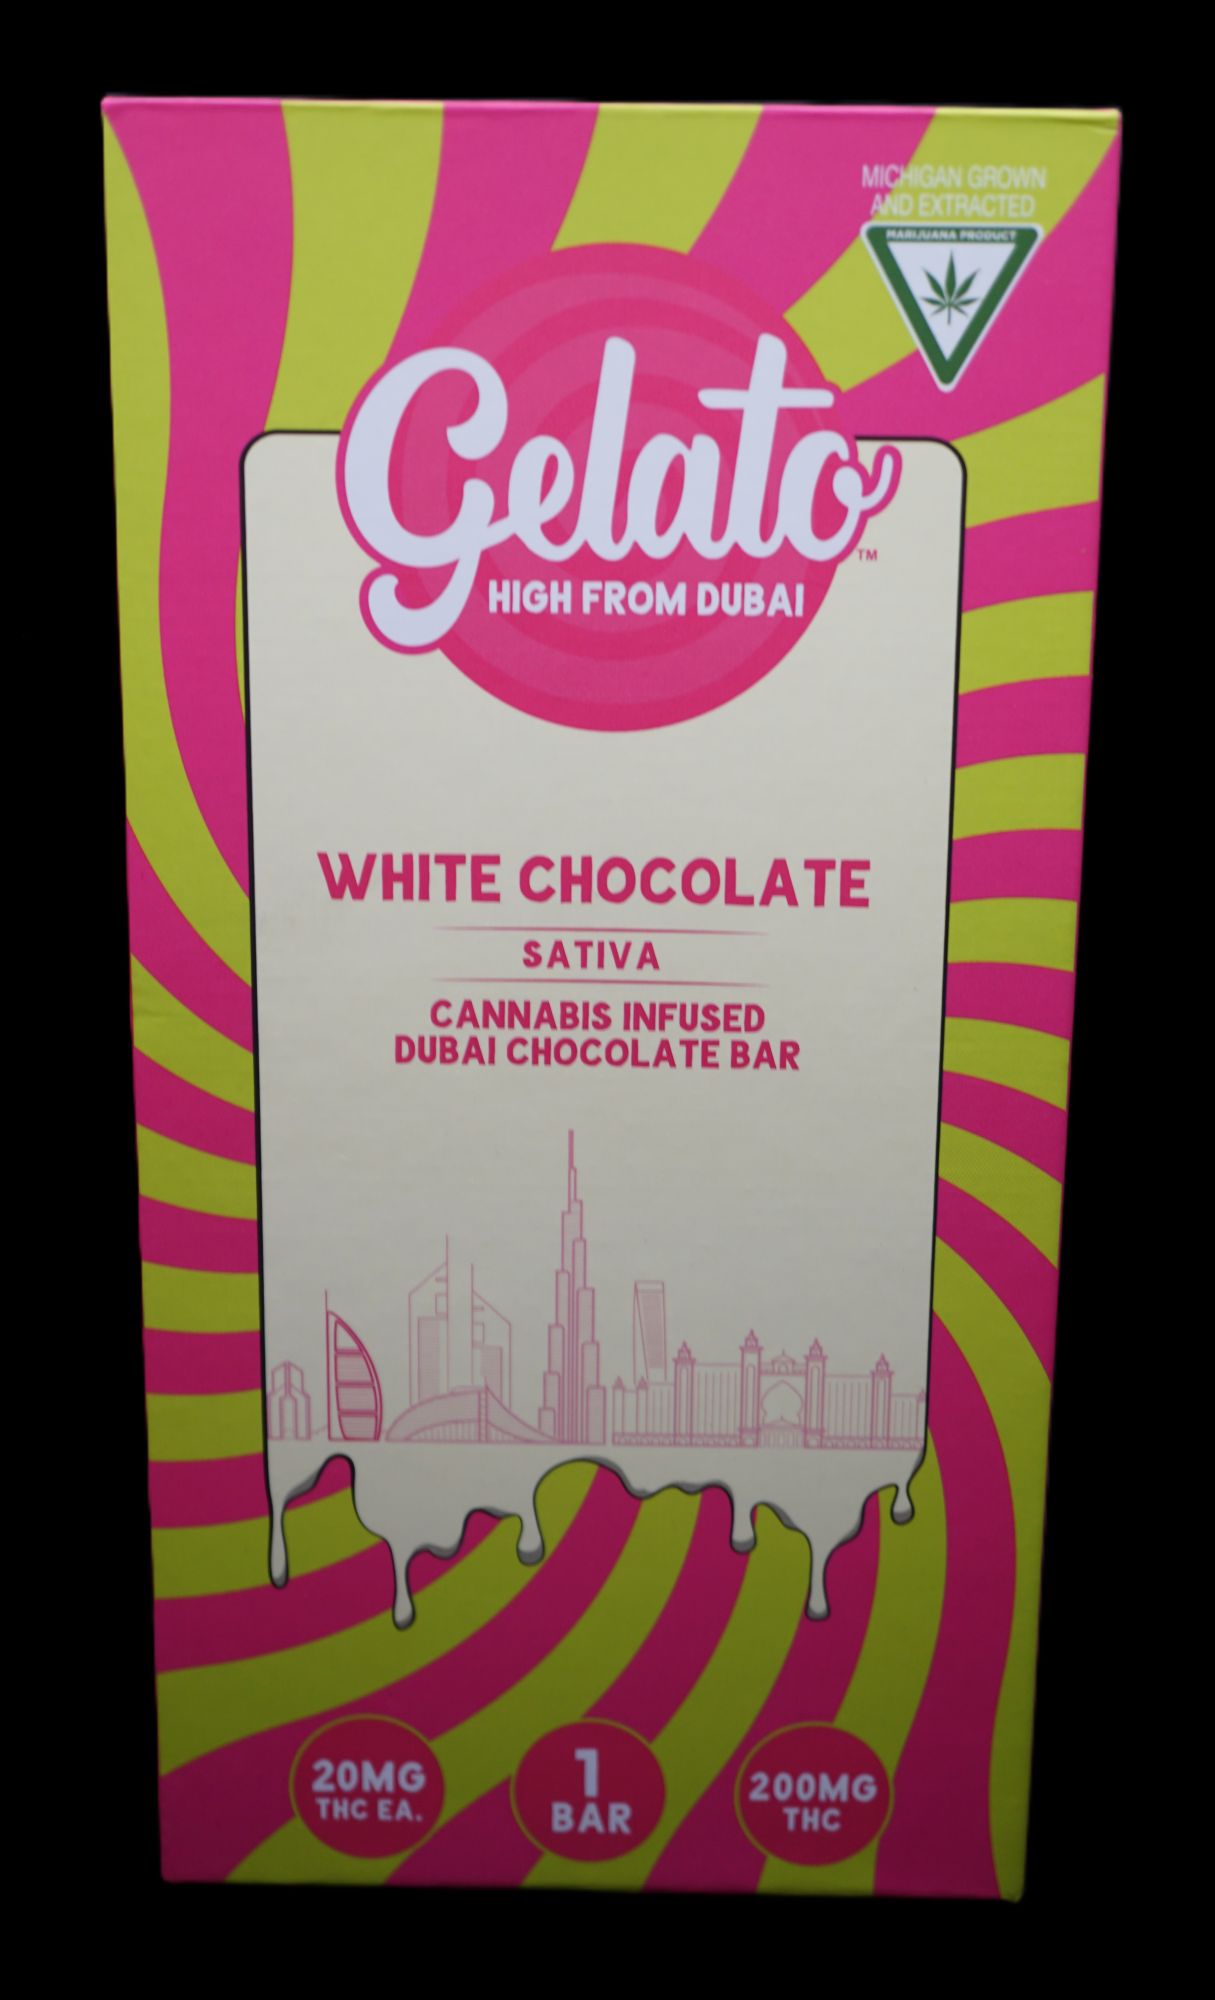 MICHIGAN GROWN
AND EXTRACTED
MARIJUANA PRODUCT
Gelato™
HIGH FROM DUBAI
WHITE CHOCOLATE
SATIVA
CANNABIS INFUSED
DUBAI CHOCOLATE BAR
20MG
THC EA.
1
BAR
200MG
THC